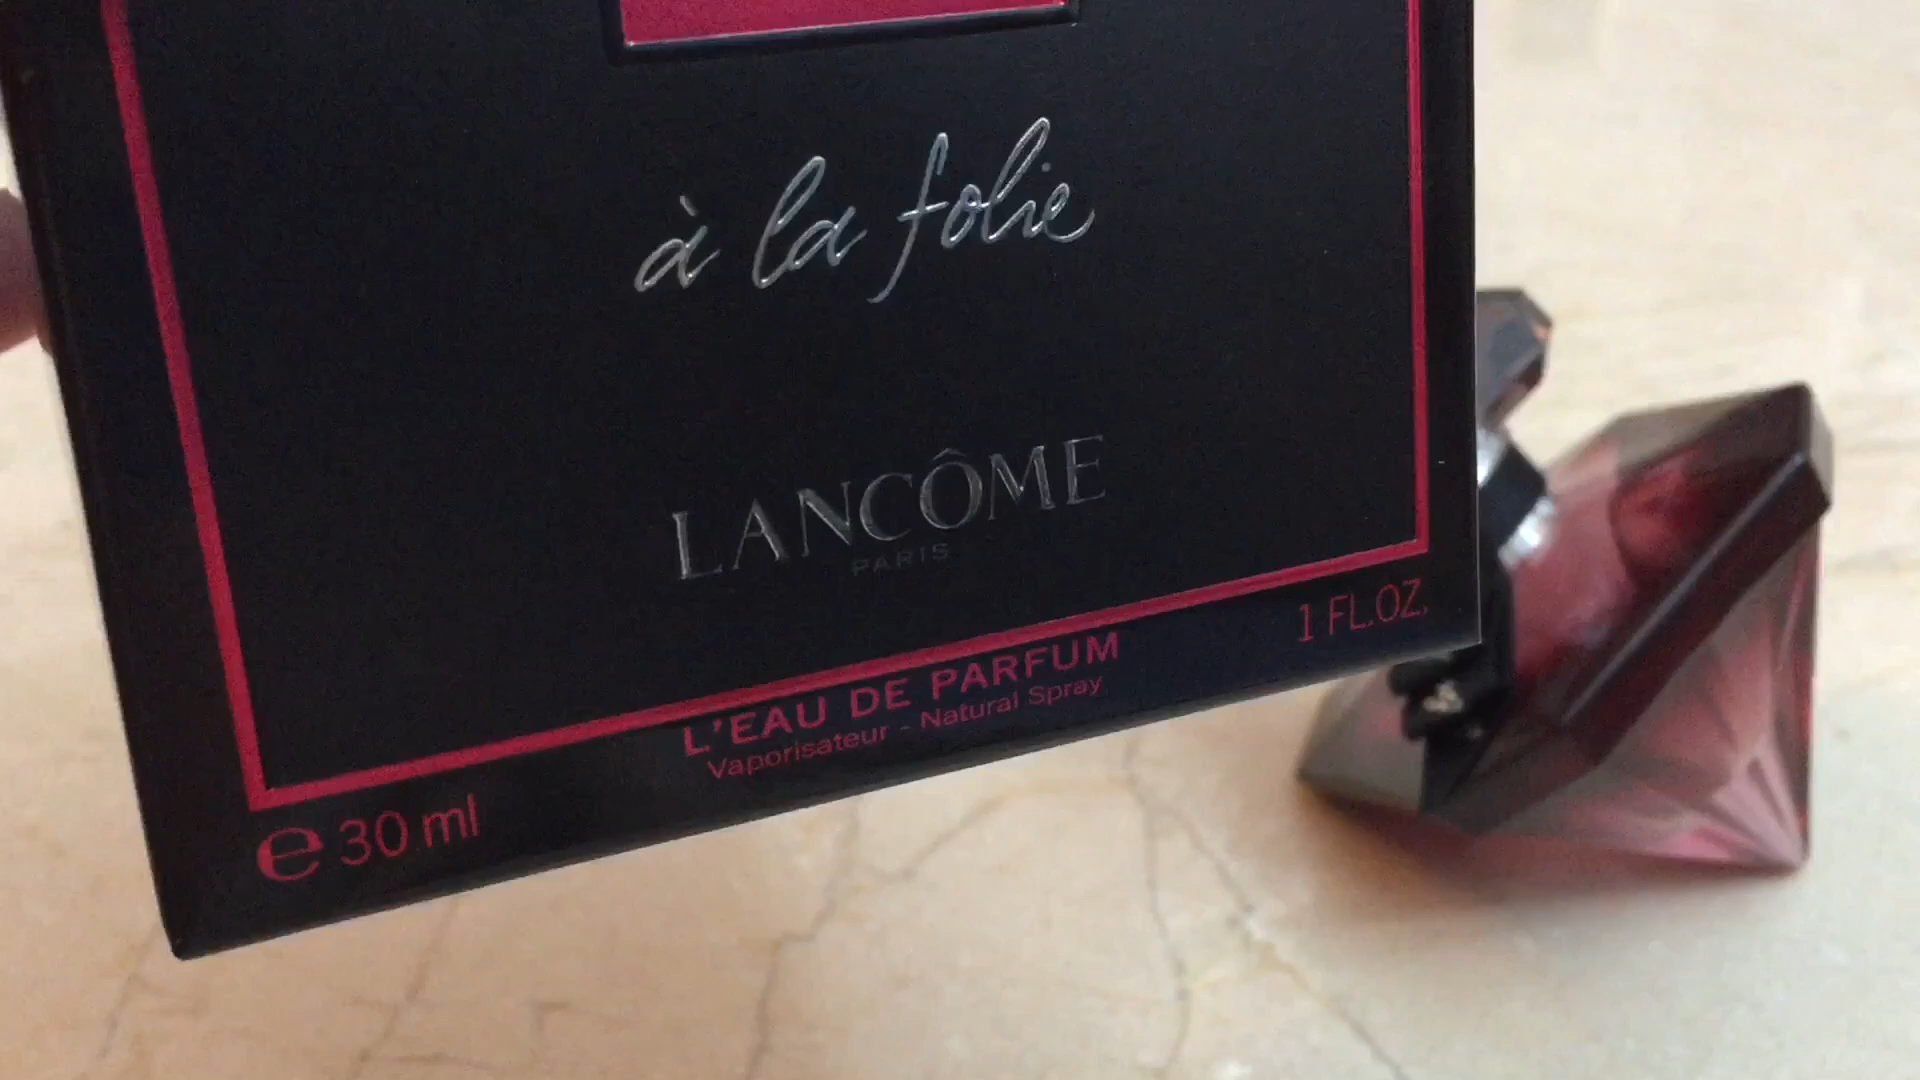 à la folie
LANCÔME
PARIS
L'EAU DE PARFUM
Vaporisateur - Natural Spray
1 FL.OZ.
℮ 30 ml